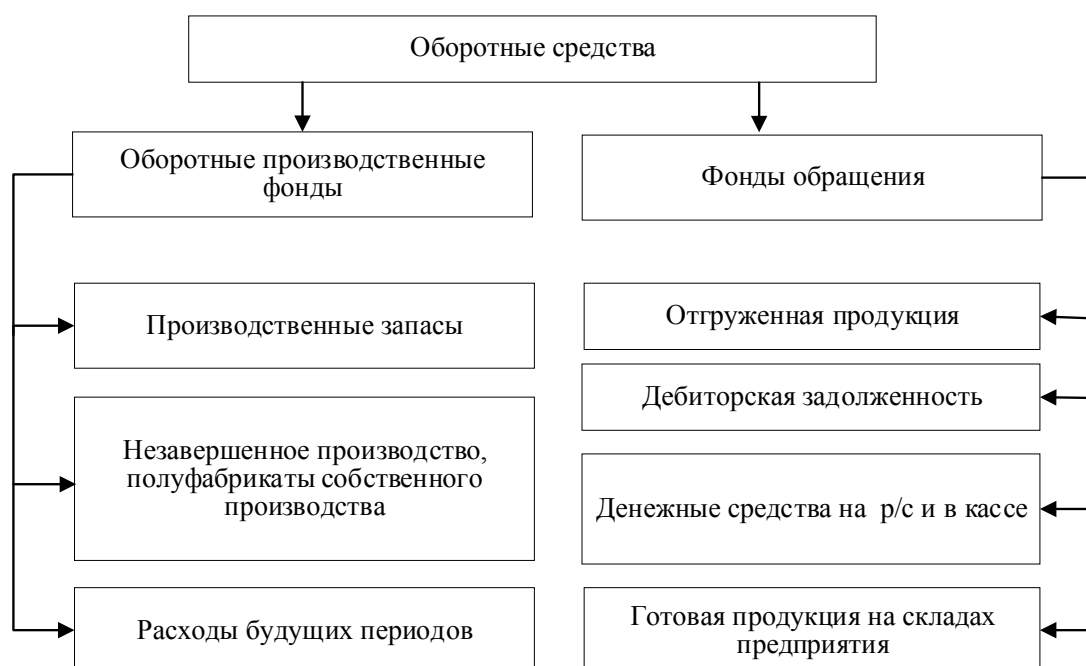 Оборотные средства
Оборотные производственные
фонды
Фонды обращения
Производственные запасы
Незавершенное производство,
полуфабрикаты собственного
производства
Расходы будущих периодов
Отгруженная продукция
Дебиторская задолженность
Денежные средства на р/с и в кассе
Готовая продукция на складах
предприятия